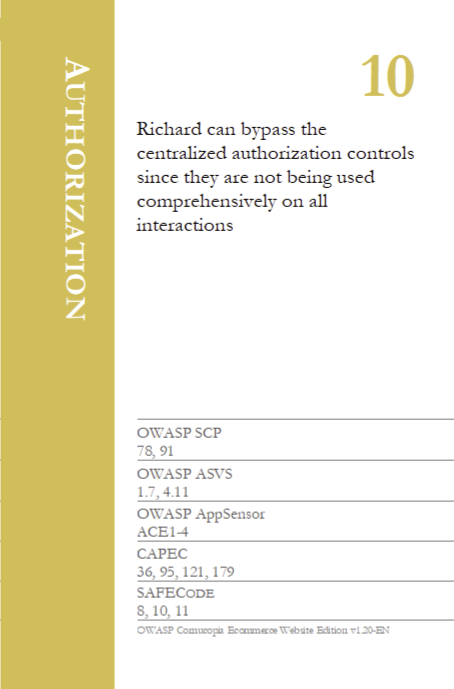 AUTHORIZATION
10
Richard can bypass the
centralized authorization controls
since they are not being used
comprehensively on all
interactions
OWASP SCP
78, 91
OWASP ASVS
1.7, 4.11
OWASP AppSensor
ACE1-4
CAPEC
36, 95, 121, 179
SAFECODE
8, 10, 11
OWASP Cornucopia Ecommerce Website Edition v1.20-EN